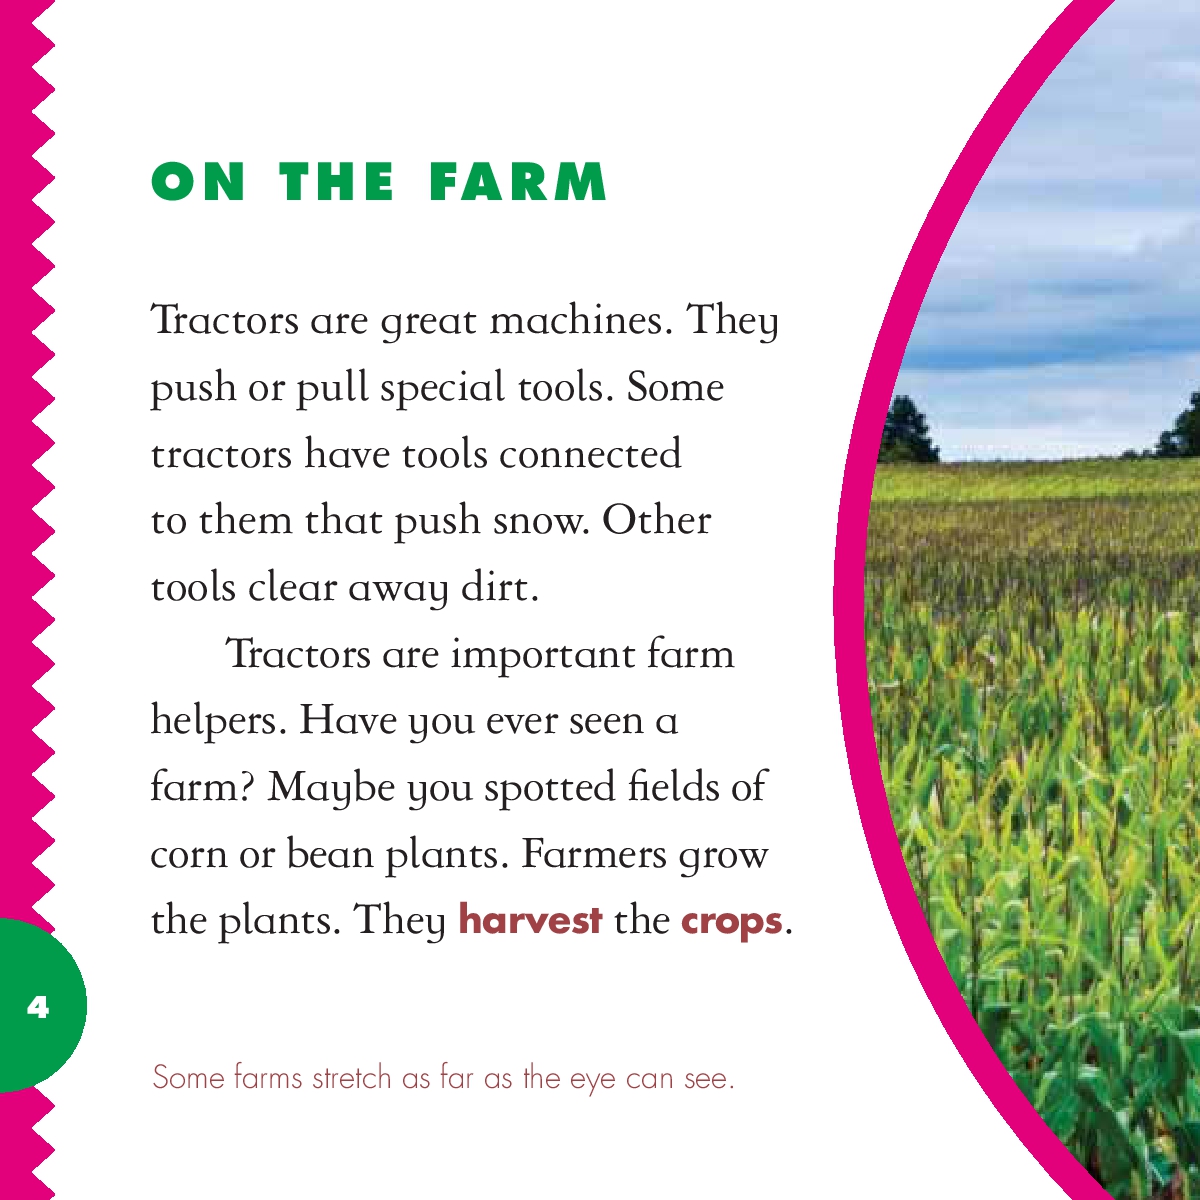 ON THE FARM
Tractors are great machines. They
push or pull special tools. Some
tractors have tools connected
to them that push snow. Other
tools clear away dirt.
Tractors are important farm
helpers. Have you ever seen a
farm? Maybe you spotted fields of
corn or bean plants. Farmers grow
the plants. They harvest the crops.
4
Some farms stretch as far as the eye can see.